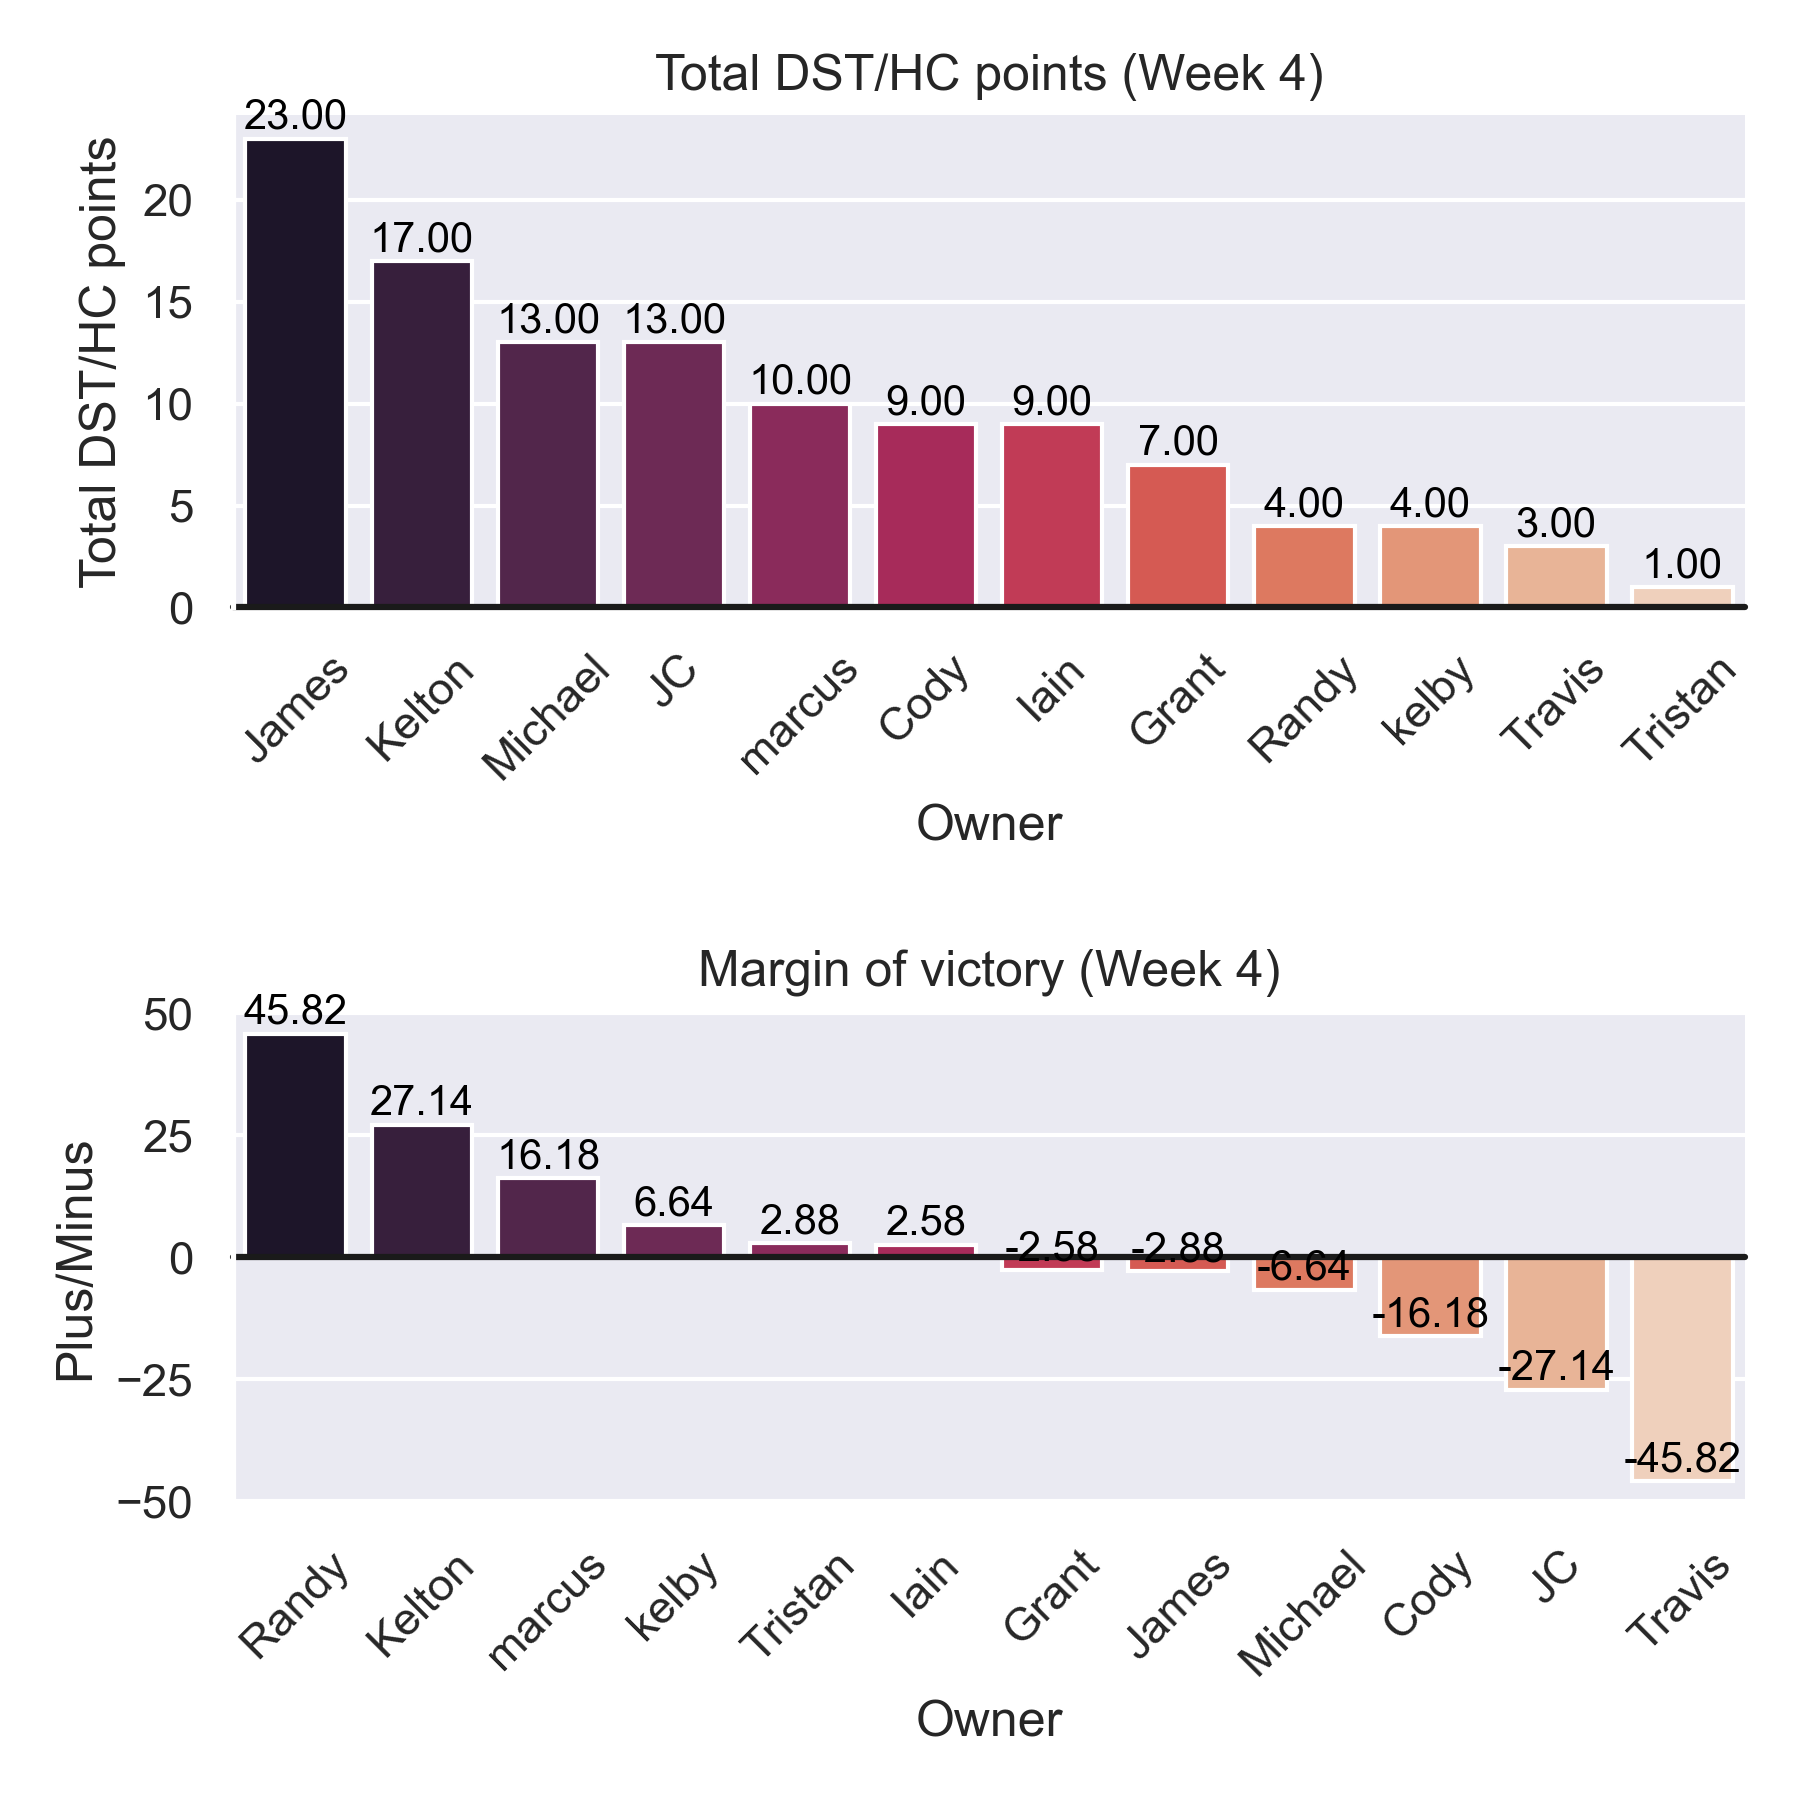 Total DST/HC points (Week 4)
Total DST/HC points
20
15
10
5
0
23.00
17.00
13.00
13.00
10.00
9.00
9.00
7.00
4.00
4.00
3.00
1.00
James
Kelton
Michael
JC
marcus
Cody
Iain
Grant
Randy
kelby
Travis
Tristan
Owner
Margin of victory (Week 4)
Plus/Minus
50
25
0
−25
−50
45.82
27.14
16.18
6.64
2.88
2.58
-2.58
-2.88
-6.64
-16.18
-27.14
-45.82
Randy
Kelton
marcus
kelby
Tristan
Iain
Grant
James
Michael
Cody
JC
Travis
Owner